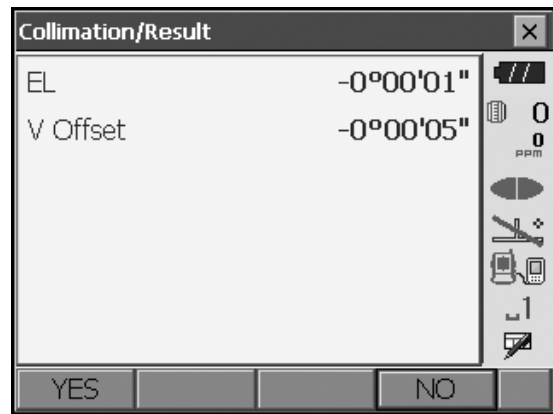 Collimation/Result
EL -0°00'01"
V Offset -0°00'05"
0
0
ppm
1
YES NO